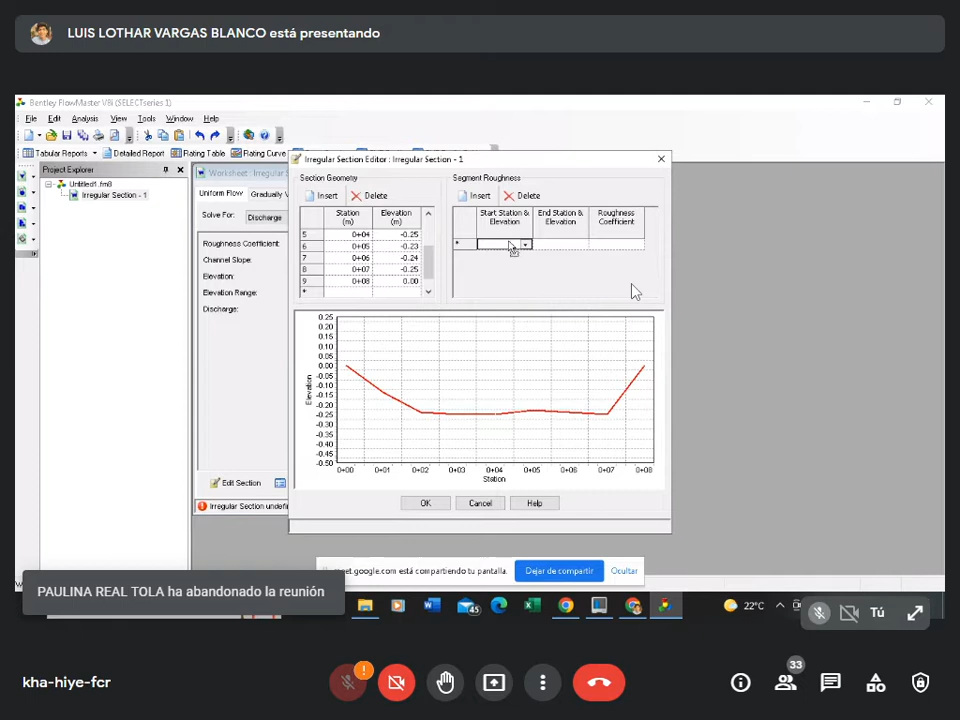 LUIS LOTHAR VARGAS BLANCO está presentando
Bentley FlowMaster V8i (SELECTseries 1)
File Edit Analysis View Tools Window Help
Tabular Reports Detailed Report Rating Table Rating Curve
Project Explorer
Untitled1.fm8
Irregular Section - 1
Worksheet : Irregular S
Uniform Flow Gradually V
Solve For: Discharge
Roughness Coefficient:
Channel Slope:
Elevation:
Elevation Range:
Discharge:
Edit Section
Irregular Section undefin
Irregular Section Editor : Irregular Section - 1
Section Geometry
Insert Delete
Station (m) Elevation (m)
5 0+04 -0.25
6 0+05 -0.23
7 0+06 -0.24
8 0+07 -0.25
9 0+08 0.00
*
Segment Roughness
Insert Delete
Start Station & Elevation End Station & Elevation Roughness Coefficient
*
0.25
0.20
0.15
0.10
0.05
0.00
-0.05
-0.10
-0.15
-0.20
-0.25
-0.30
-0.35
-0.40
-0.45
-0.50
Elevation
0+00 0+01 0+02 0+03 0+04 0+05 0+06 0+07 0+08
Station
OK Cancel Help
meet.google.com está compartiendo tu pantalla. Dejar de compartir Ocultar
PAULINA REAL TOLA ha abandonado la reunión
45
22°C
Tú
kha-hiye-fcr
33